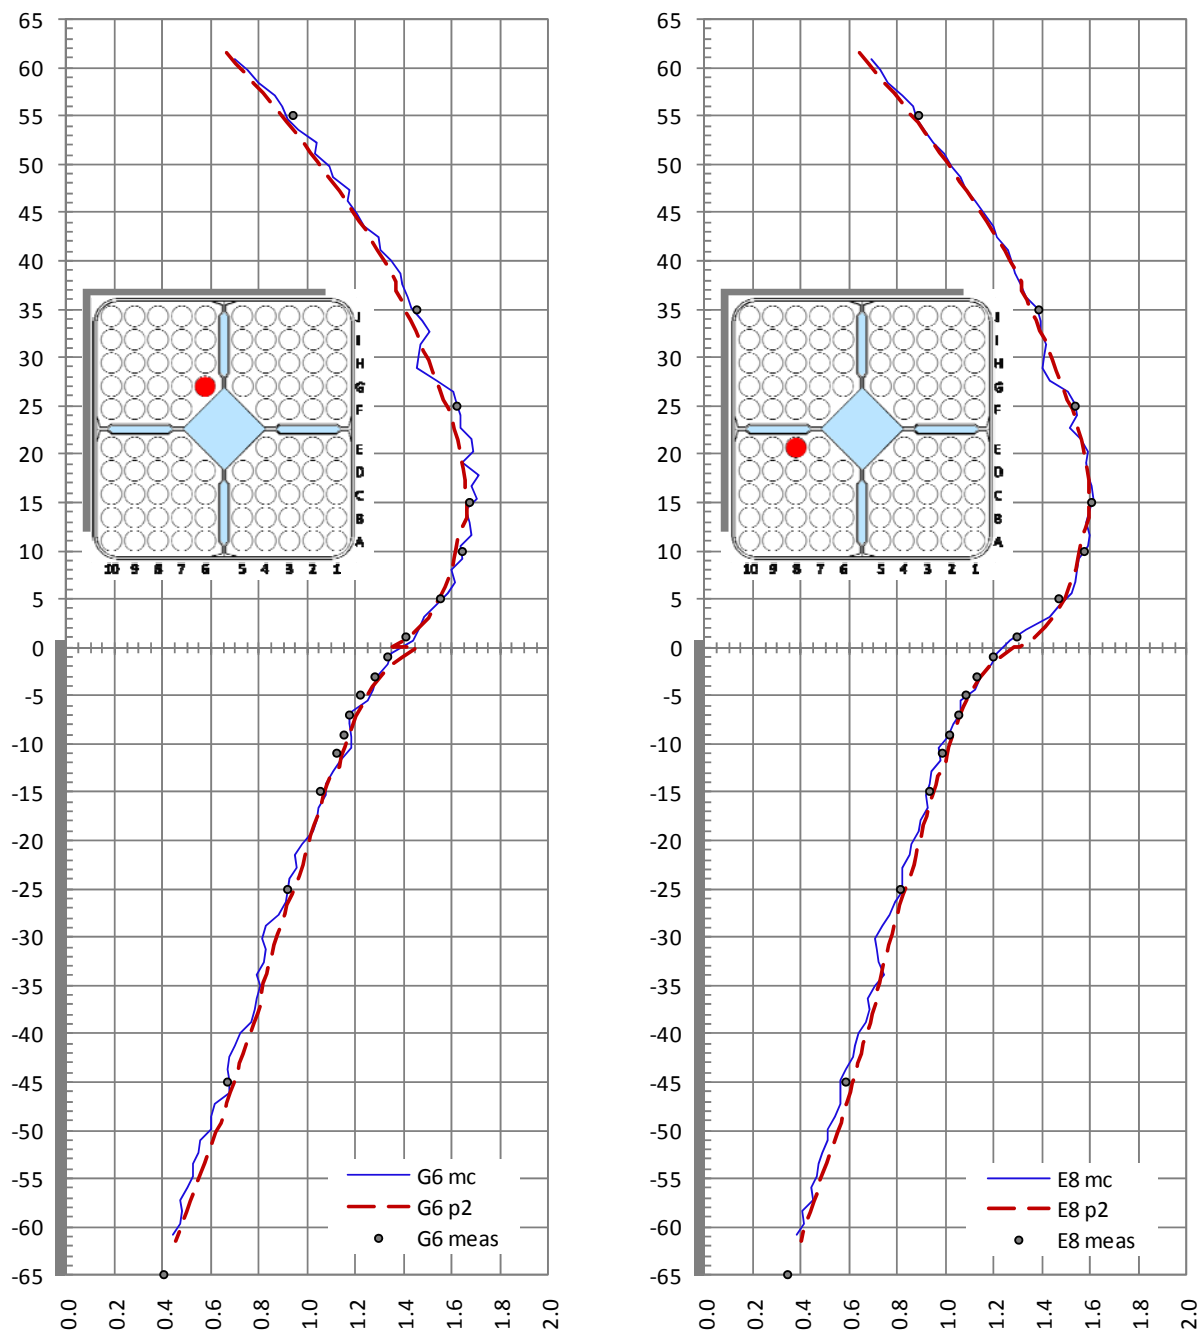 65
60
55
50
45
40
35
30
25
20
15
10
5
0
-5
-10
-15
-20
-25
-30
-35
-40
-45
-50
-55
-60
-65
J
I
H
G
F
E
D
C
B
A
10 9 8 7 6 5 4 3 2 1
G6 mc
G6 p2
G6 meas
0.0 0.2 0.4 0.6 0.8 1.0 1.2 1.4 1.6 1.8 2.0
65
60
55
50
45
40
35
30
25
20
15
10
5
0
-5
-10
-15
-20
-25
-30
-35
-40
-45
-50
-55
-60
-65
J
I
H
G
F
E
D
C
B
A
10 9 8 7 6 5 4 3 2 1
E8 mc
E8 p2
E8 meas
0.0 0.2 0.4 0.6 0.8 1.0 1.2 1.4 1.6 1.8 2.0